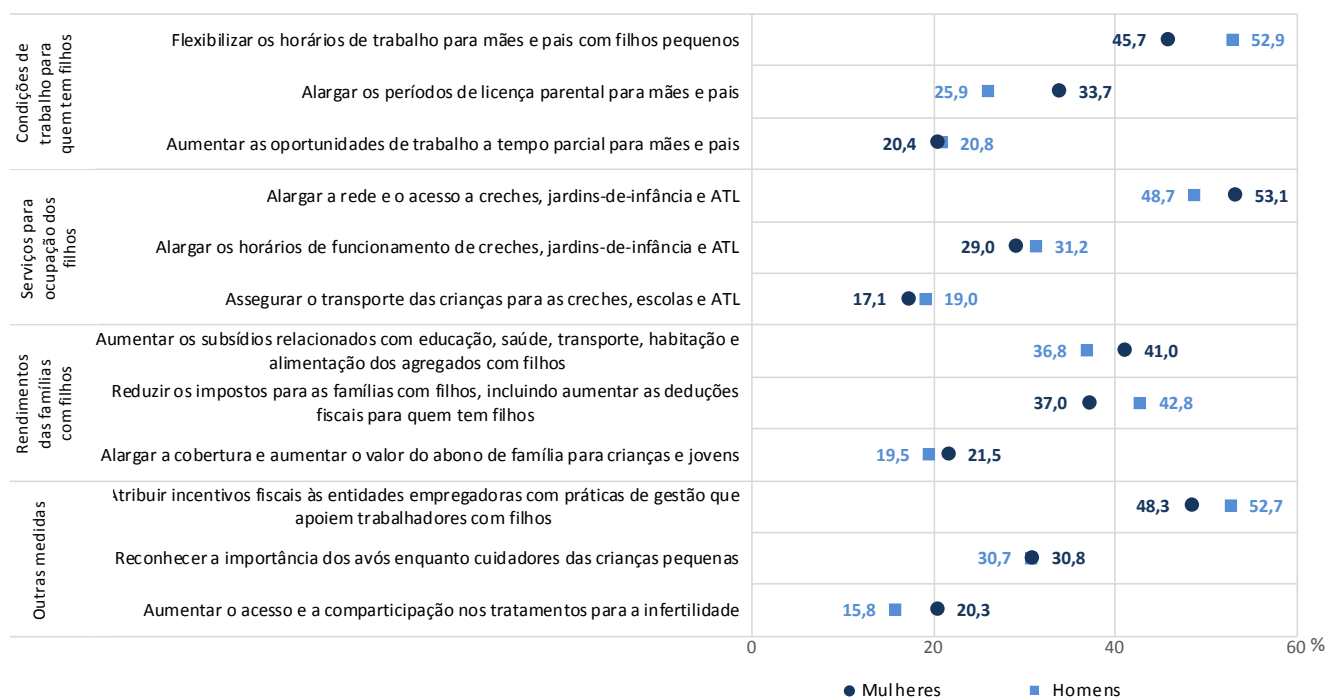 Condições de
trabalho para
quem tem filhos
Flexibilizar os horários de trabalho para mães e pais com filhos pequenos
45,7
52,9
Alargar os períodos de licença parental para mães e pais
25,9
33,7
Aumentar as oportunidades de trabalho a tempo parcial para mães e pais
20,4
20,8
Serviços para
ocupação dos
filhos
Alargar a rede e o acesso a creches, jardins-de-infância e ATL
48,7
53,1
Alargar os horários de funcionamento de creches, jardins-de-infância e ATL
29,0
31,2
Assegurar o transporte das crianças para as creches, escolas e ATL
17,1
19,0
Rendimentos
das famílias
com filhos
Aumentar os subsídios relacionados com educação, saúde, transporte, habitação e
alimentação dos agregados com filhos
36,8
41,0
Reduzir os impostos para as famílias com filhos, incluindo aumentar as deduções
fiscais para quem tem filhos
37,0
42,8
Alargar a cobertura e aumentar o valor do abono de família para crianças e jovens
19,5
21,5
Outras medidas
Atribuir incentivos fiscais às entidades empregadoras com práticas de gestão que
apoiem trabalhadores com filhos
48,3
52,7
Reconhecer a importância dos avós enquanto cuidadores das crianças pequenas
30,7
30,8
Aumentar o acesso e a comparticipação nos tratamentos para a infertilidade
15,8
20,3
0 20 40 60 %
Mulheres Homens